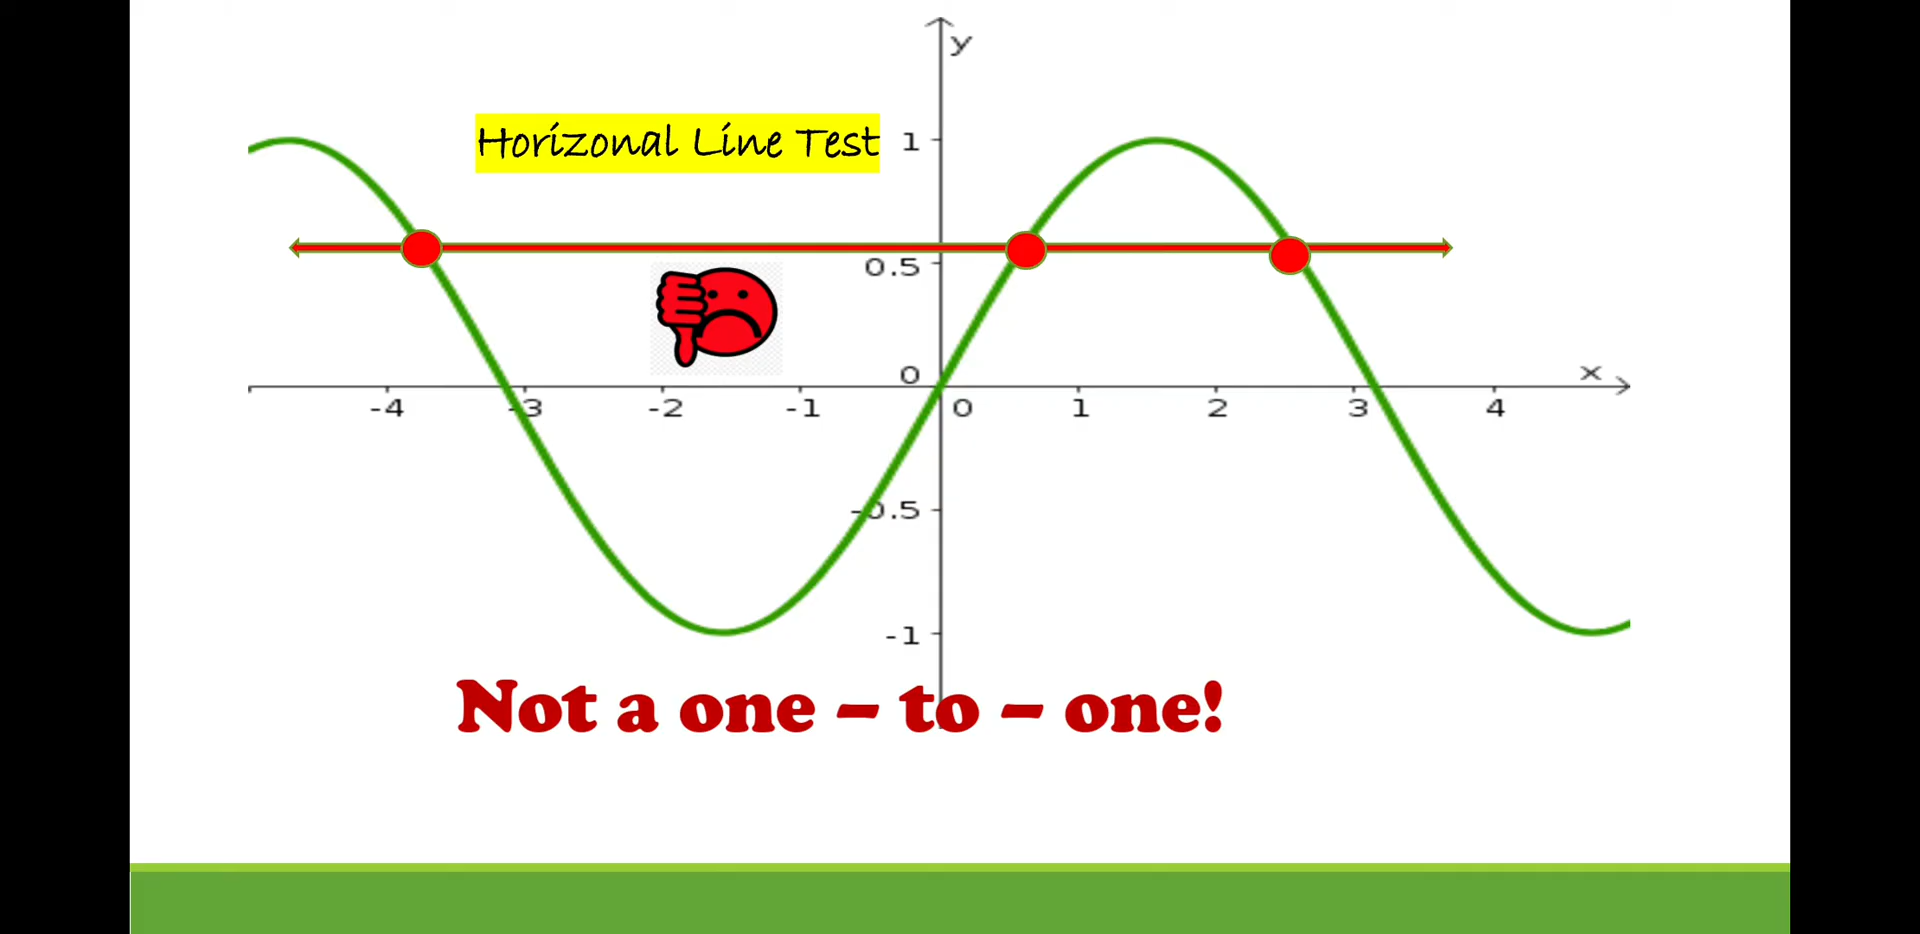 y
Horizonal Line Test
1
0.5
0
x
-4 -3 -2 -1 0 1 2 3 4
-0.5
-1
Not a one – to – one!